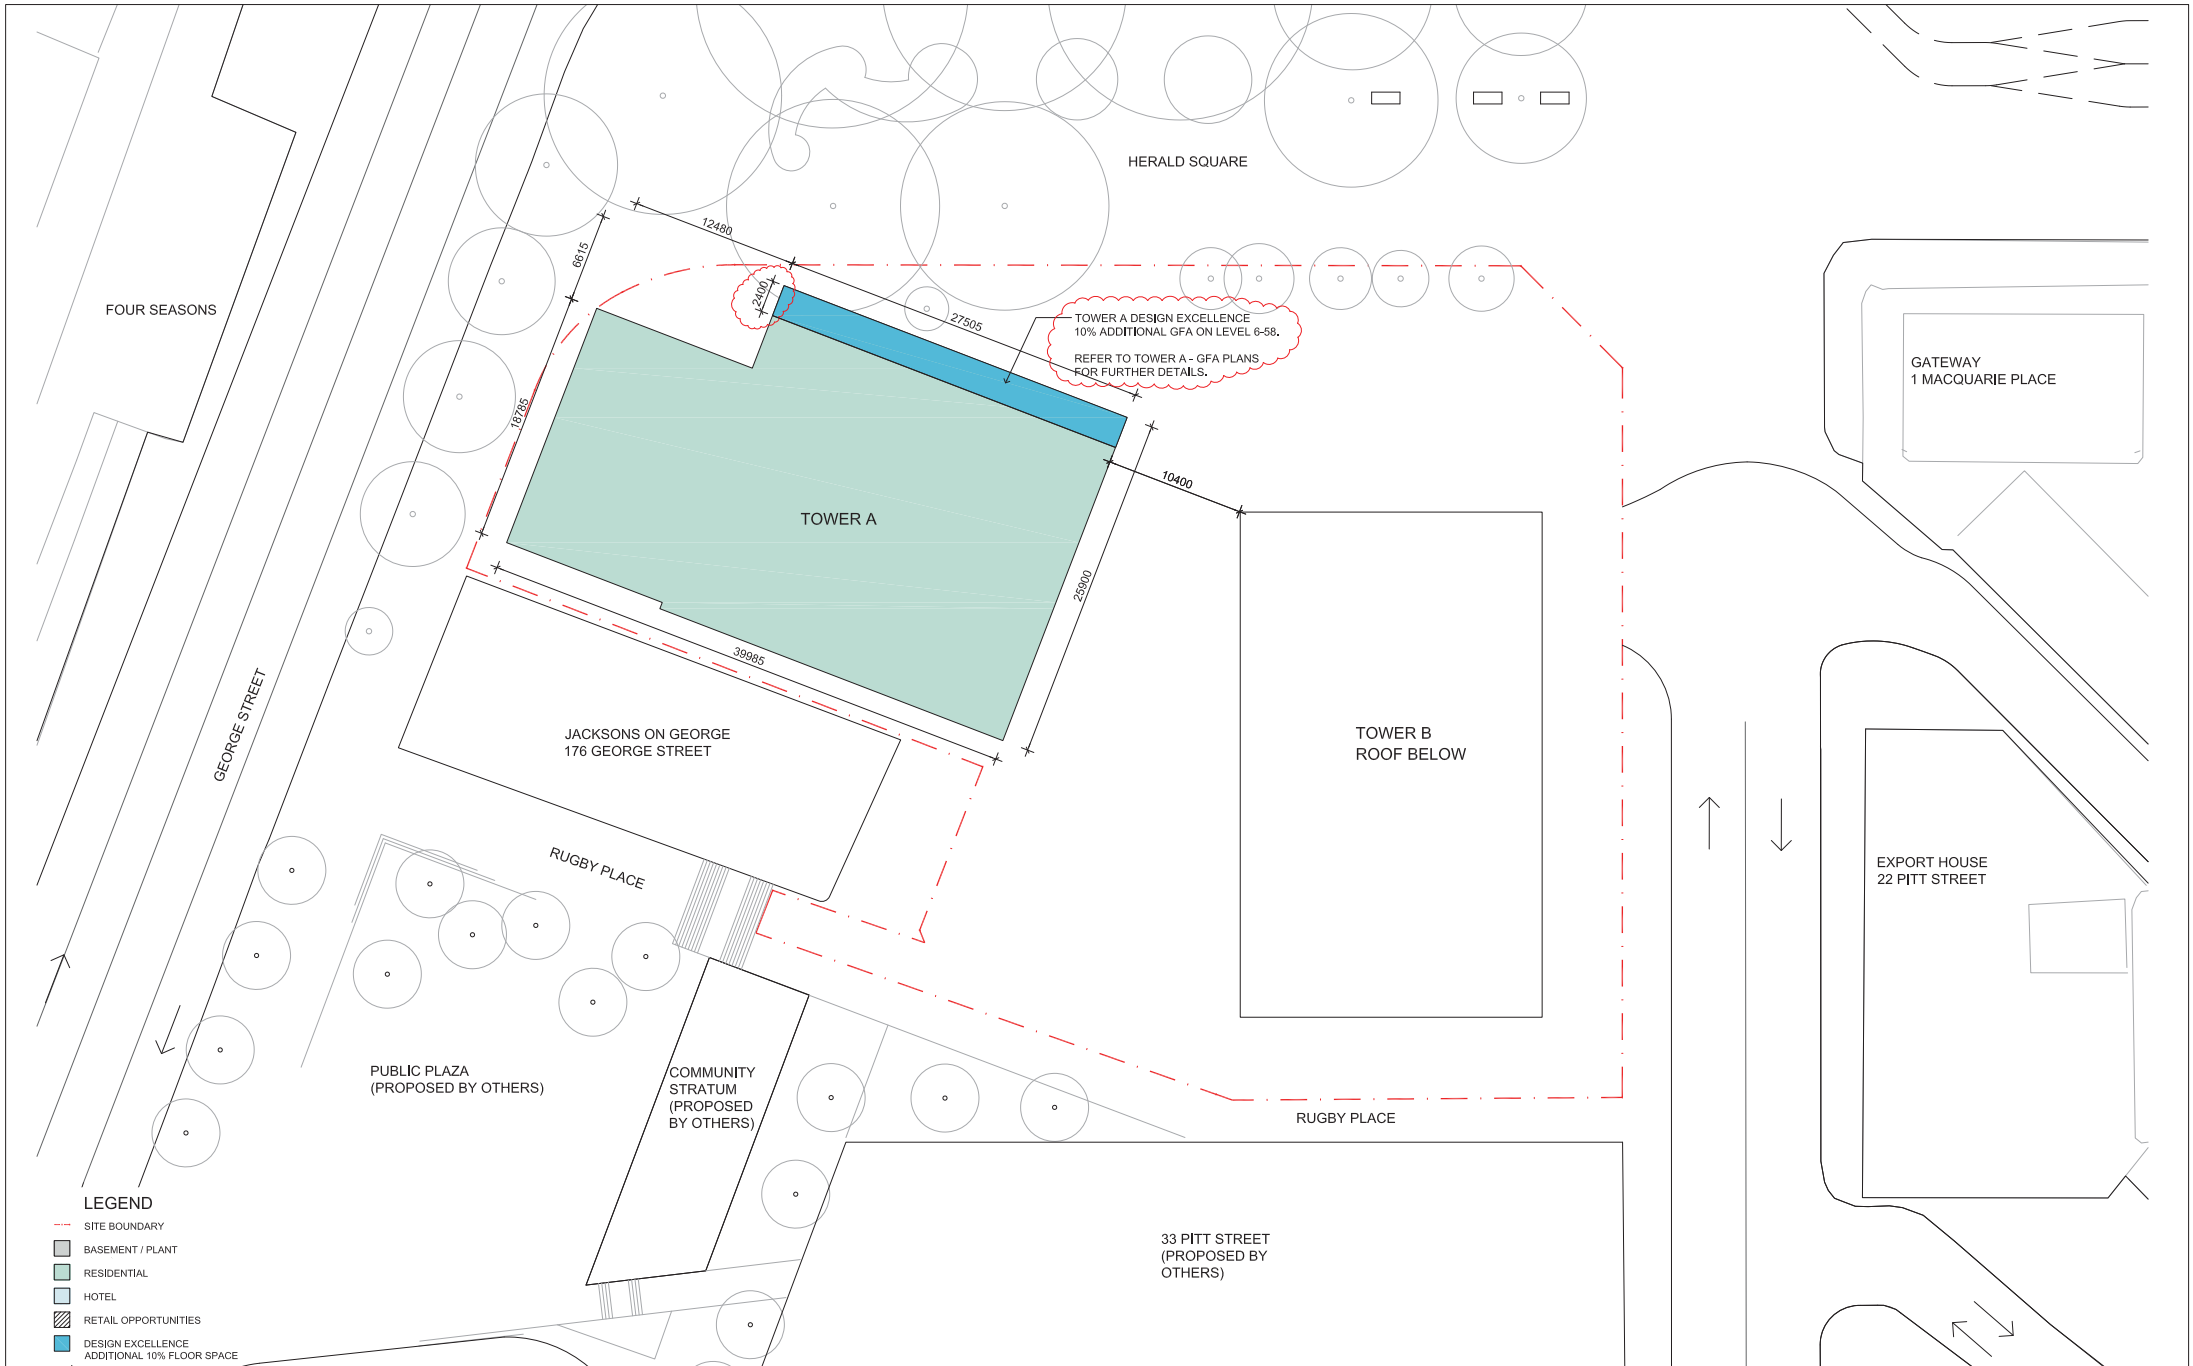 HERALD SQUARE
12480
6615
FOUR SEASONS
2400
27505
TOWER A DESIGN EXCELLENCE
10% ADDITIONAL GFA ON LEVEL 6-58.
REFER TO TOWER A - GFA PLANS
FOR FURTHER DETAILS.
GATEWAY
1 MACQUARIE PLACE
18785
10400
TOWER A
25900
39985
GEORGE STREET
JACKSONS ON GEORGE
176 GEORGE STREET
TOWER B
ROOF BELOW
RUGBY PLACE
EXPORT HOUSE
22 PITT STREET
PUBLIC PLAZA
(PROPOSED BY OTHERS)
COMMUNITY
STRATUM
(PROPOSED
BY OTHERS)
RUGBY PLACE
33 PITT STREET
(PROPOSED BY
OTHERS)
LEGEND
SITE BOUNDARY
BASEMENT / PLANT
RESIDENTIAL
HOTEL
RETAIL OPPORTUNITIES
DESIGN EXCELLENCE
ADDITIONAL 10% FLOOR SPACE